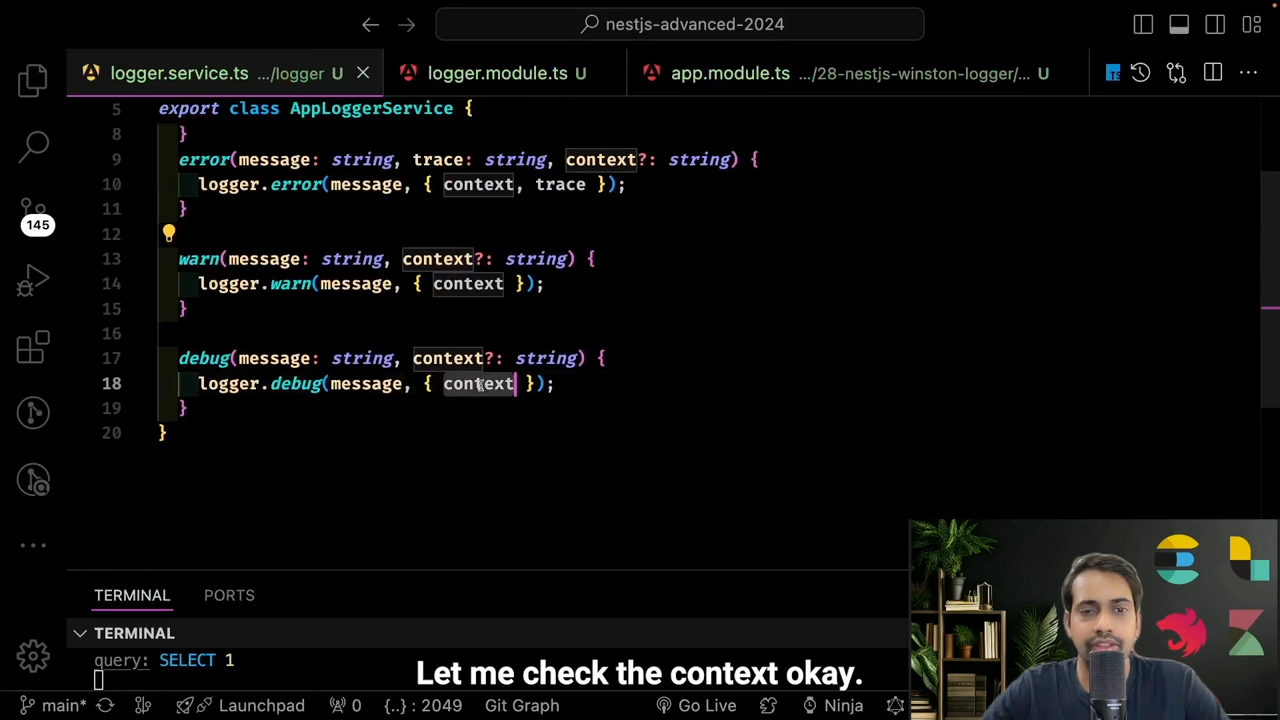 nestjs-advanced-2024
logger.service.ts .../logger U
logger.module.ts U
app.module.ts .../28-nestjs-winston-logger/... U
TS
5 export class AppLoggerService {
8 }
9 error(message: string, trace: string, context?: string) {
10 logger.error(message, { context, trace });
11 }
12
13 warn(message: string, context?: string) {
14 logger.warn(message, { context });
15 }
16
17 debug(message: string, context?: string) {
18 logger.debug(message, { context });
19 }
20 }
145
TERMINAL PORTS
TERMINAL
query: SELECT 1
Let me check the context okay.
main* Launchpad 0 {..} : 2049 Git Graph Go Live Ninja